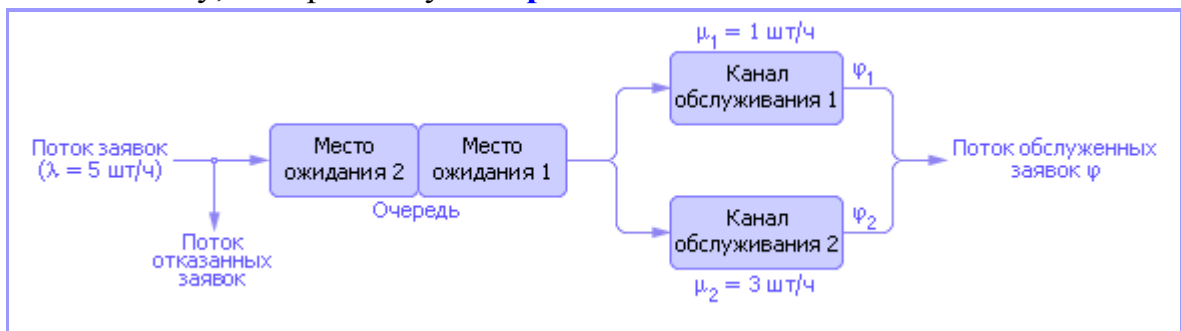 μ₁ = 1 шт/ч
Канал
обслуживания 1
φ₁
Поток заявок
(λ = 5 шт/ч)
Место
ожидания 2
Место
ожидания 1
Очередь
Поток обслуженных
заявок φ
Поток
отказанных
заявок
Канал
обслуживания 2
φ₂
μ₂ = 3 шт/ч